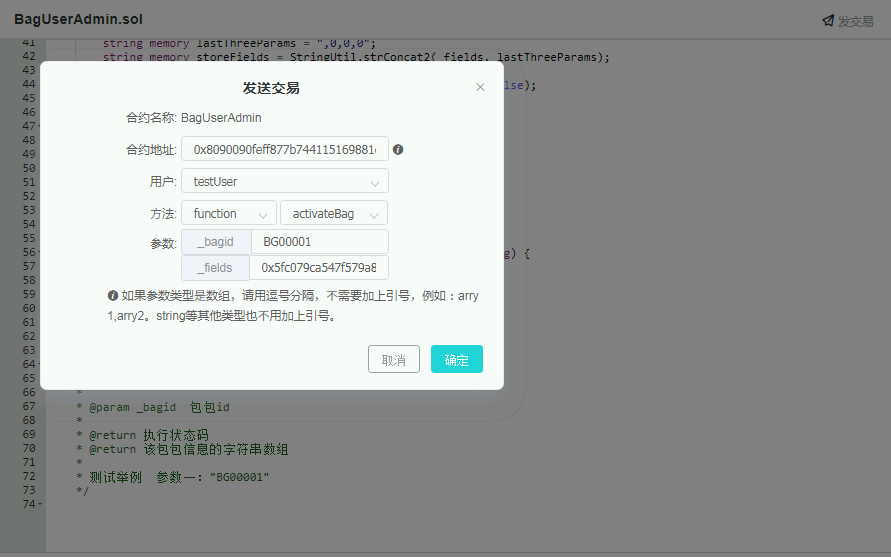 BagUserAdmin.sol
发交易
41 string memory lastThreeParams = ",0,0,0";
42 string memory storeFields = StringUtil.strConcat2(_fields, lastThreeParams);
43
44 lse);
45
46
47
48
49
50
51
52
53
54
55
56 g) {
57
58
59
60
61
62
63
64
65
66 *
67 * @param _bagid 包包id
68 *
69 * @return 执行状态码
70 * @return 该包包信息的字符串数组
71 *
72 * 测试举例 参数一："BG00001"
73 */
74
发送交易
合约名称: BagUserAdmin
合约地址: 0x8090090feff877b744115169881
用户: testUser
方法: function activateBag
参数: _bagid BG00001
_fields 0x5fc079ca547f579a8
如果参数类型是数组，请用逗号分隔，不需要加上引号，例如：arry
1,arry2。string等其他类型也不用加上引号。
取消 确定